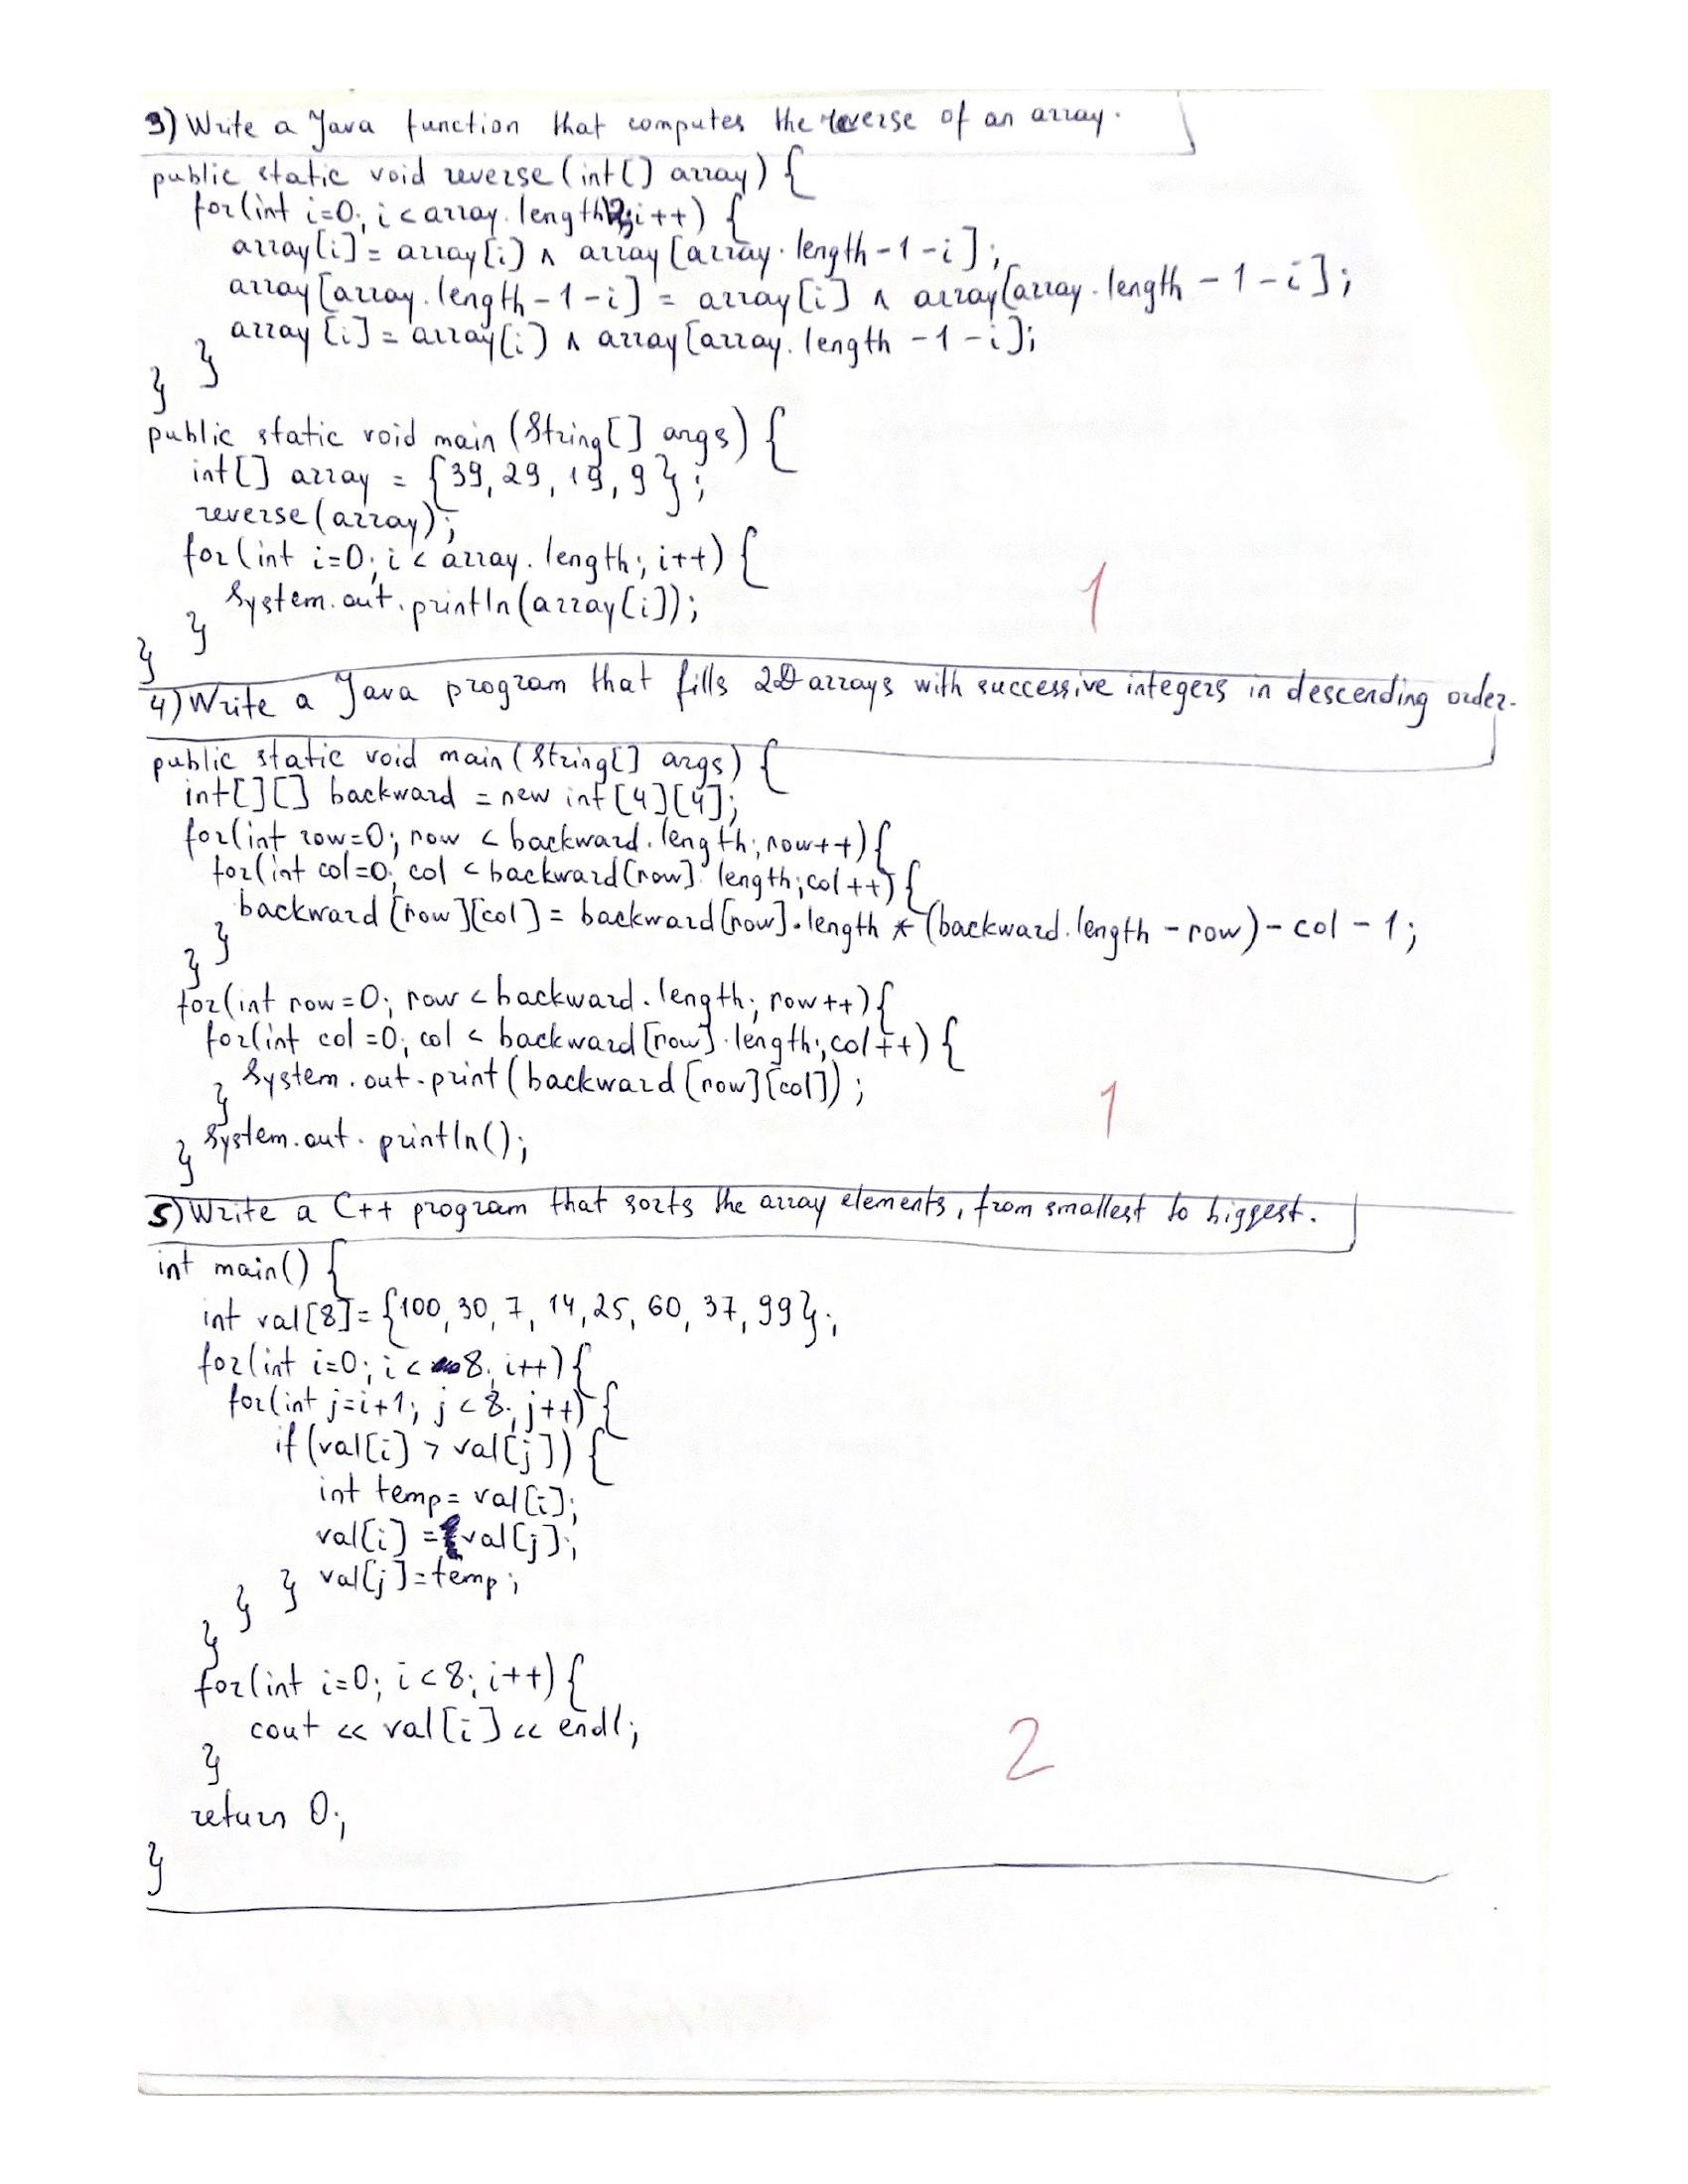 3) Write a Java function that computes the reverse of an array.
public static void reverse (int[] array) {
for(int i=0; i < array.length/2; i++) {
array[i] = array[i] ^ array[array.length-1-i];
array[array.length-1-i] = array[i] ^ array[array.length-1-i];
array[i] = array[i] ^ array[array.length-1-i];
}
}
public static void main (String[] args) {
int[] array = {39, 29, 19, 9};
reverse(array);
for(int i=0; i < array.length; i++) {
System.out.println(array[i]);
}
}
1
4) Write a Java program that fills 2D arrays with successive integers in descending order.
public static void main (String[] args) {
int[][] backward = new int[4][4];
for(int row=0; row < backward.length; row++){
for(int col=0; col < backward[row].length; col++) {
backward[row][col] = backward[row].length * (backward.length - row) - col - 1;
}
}
for(int row=0; row < backward.length; row++){
for(int col=0; col < backward[row].length; col++) {
System.out.print(backward[row][col]);
}
System.out.println();
}
1
5) Write a C++ program that sorts the array elements, from smallest to biggest.
int main() {
int val[8] = {100, 30, 7, 14, 25, 60, 37, 99};
for(int i=0; i < 8; i++){
for(int j=i+1; j < 8; j++) {
if (val[i] > val[j]) {
int temp = val[i];
val[i] = val[j];
val[j] = temp;
}
}
}
for(int i=0; i < 8; i++) {
cout << val[i] << endl;
}
2
return 0;
}